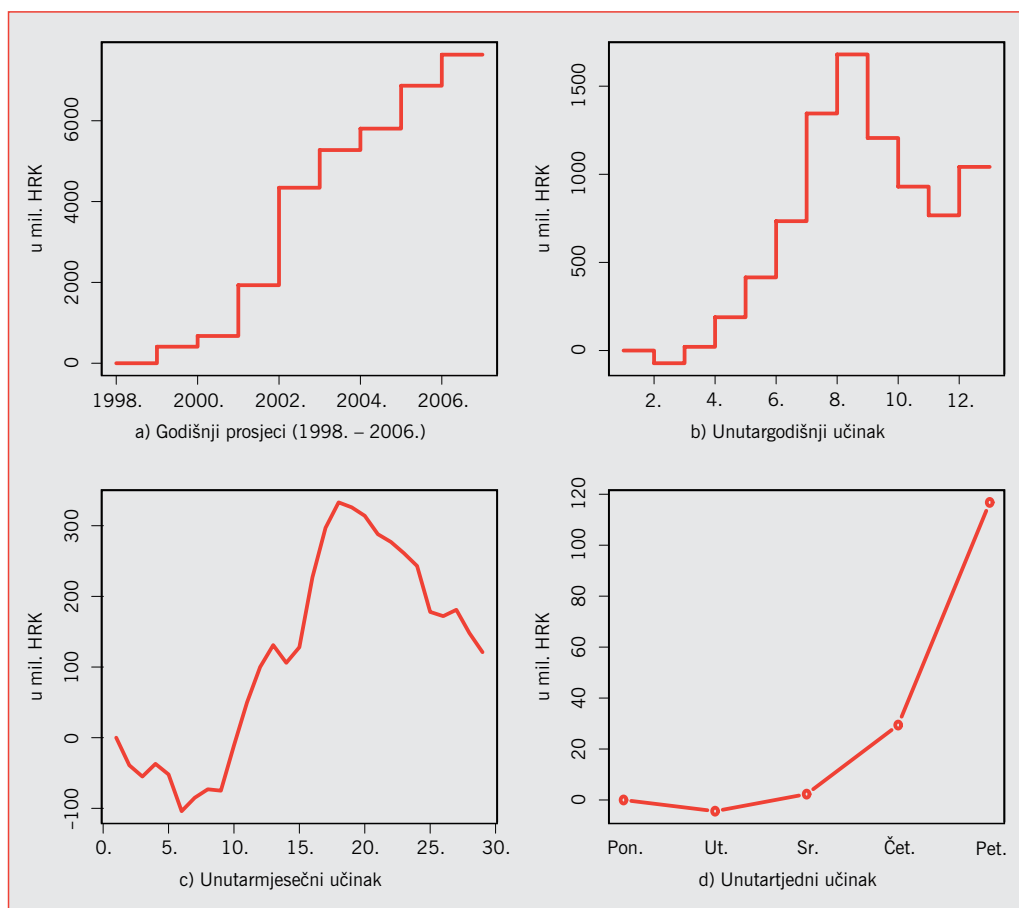 u mil. HRK
6000
4000
2000
0
1998. 2000. 2002. 2004. 2006.
a) Godišnji prosjeci (1998. – 2006.)
u mil. HRK
1500
1000
500
0
2. 4. 6. 8. 10. 12.
b) Unutargodišnji učinak
u mil. HRK
300
200
100
0
-100
0. 5. 10. 15. 20. 25. 30.
c) Unutarmjesečni učinak
u mil. HRK
120
100
80
60
40
20
0
Pon. Ut. Sr. Čet. Pet.
d) Unutartjedni učinak